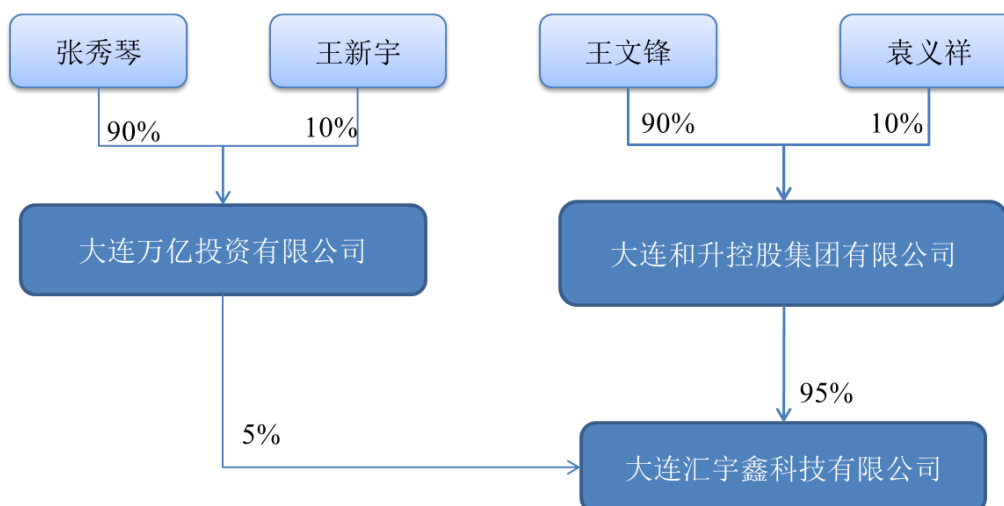 张秀琴
王新宇
王文锋
袁义祥
90%
10%
90%
10%
大连万亿投资有限公司
大连和升控股集团有限公司
5%
95%
大连汇宇鑫科技有限公司